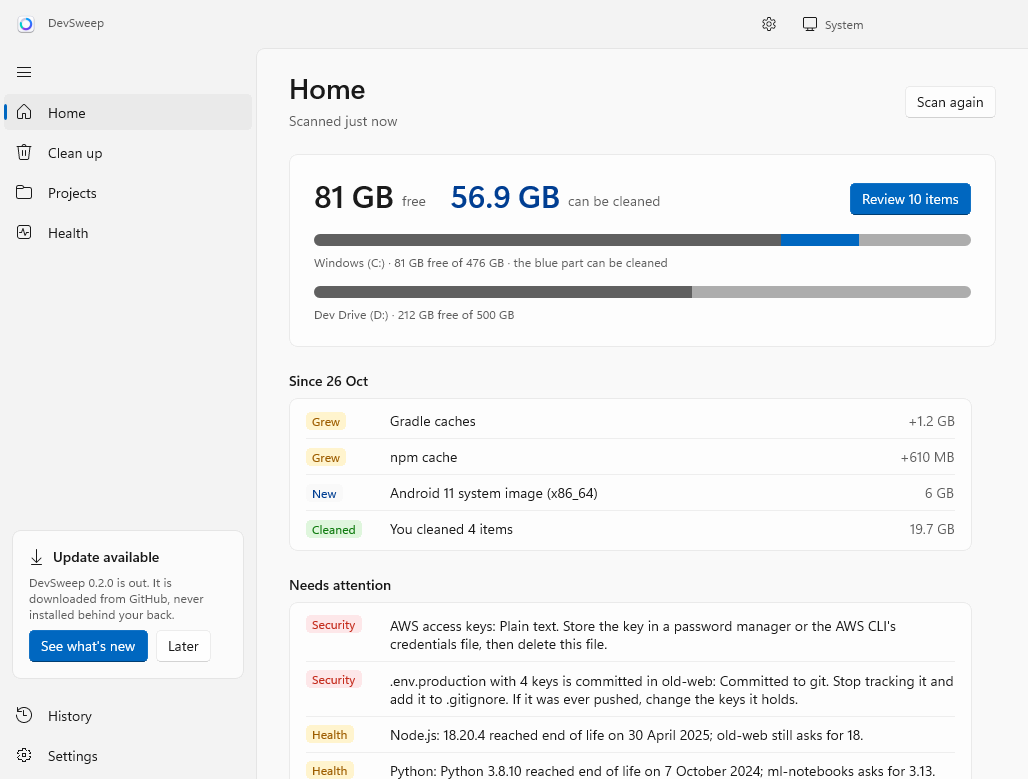 DevSweep
System
Home
Clean up
Projects
Health
Update available
DevSweep 0.2.0 is out. It is
downloaded from GitHub, never
installed behind your back.
See what's new
Later
History
Settings
Home
Scanned just now
Scan again
81 GB free 56.9 GB can be cleaned
Review 10 items
Windows (C:) · 81 GB free of 476 GB · the blue part can be cleaned
Dev Drive (D:) · 212 GB free of 500 GB
Since 26 Oct
Grew Gradle caches +1.2 GB
Grew npm cache +610 MB
New Android 11 system image (x86_64) 6 GB
Cleaned You cleaned 4 items 19.7 GB
Needs attention
Security AWS access keys: Plain text. Store the key in a password manager or the AWS CLI's
credentials file, then delete this file.
Security .env.production with 4 keys is committed in old-web: Committed to git. Stop tracking it and
add it to .gitignore. If it was ever pushed, change the keys it holds.
Health Node.js: 18.20.4 reached end of life on 30 April 2025; old-web still asks for 18.
Health Python: Python 3.8.10 reached end of life on 7 October 2024; ml-notebooks asks for 3.13.